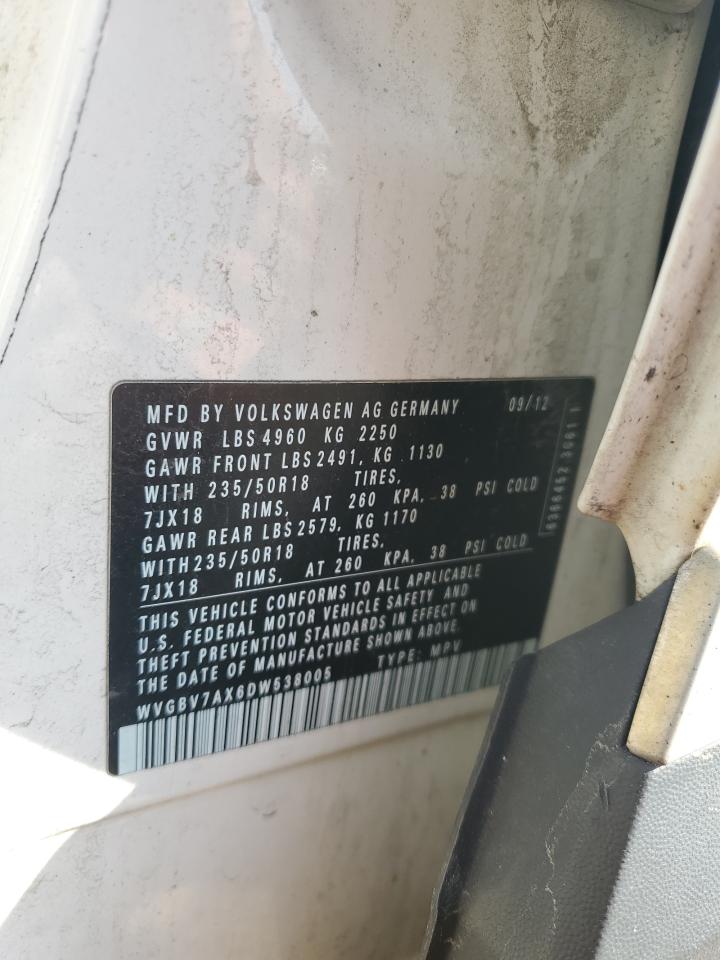 MFD BY VOLKSWAGEN AG GERMANY 09/12
GVWR LBS 4960 KG 2250
GAWR FRONT LBS 2491, KG 1130
WITH 235/50R18 TIRES,
7JX18 RIMS, AT 260 KPA, 38 PSI COLD
GAWR REAR LBS 2579, KG 1170
WITH 235/50R18 TIRES,
7JX18 RIMS, AT 260 KPA, 38 PSI COLD
THIS VEHICLE CONFORMS TO ALL APPLICABLE
U.S. FEDERAL MOTOR VEHICLE SAFETY AND
THEFT PREVENTION STANDARDS IN EFFECT ON
THE DATE OF MANUFACTURE SHOWN ABOVE.
WVGBV7AX6DW538005 TYPE: MPV